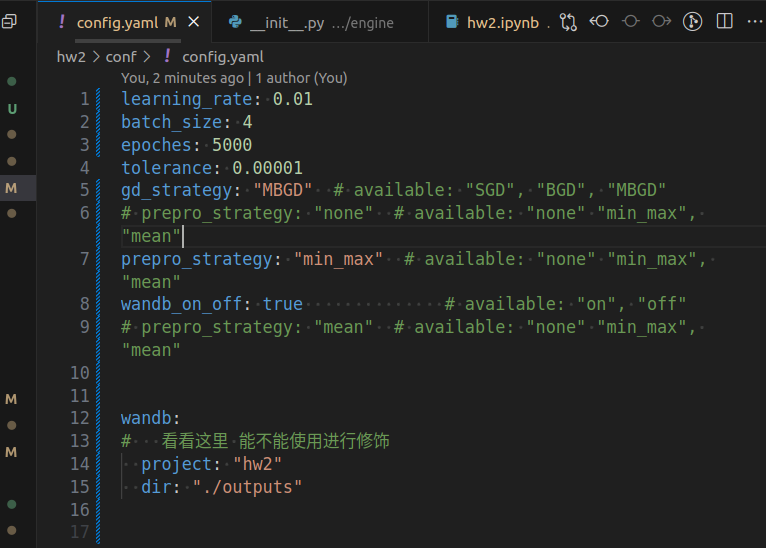 config.yaml M
__init__.py .../engine
hw2.ipynb .
hw2 > conf > ! config.yaml
You, 2 minutes ago | 1 author (You)
U
M
M
M
1 learning_rate: 0.01
2 batch_size: 4
3 epoches: 5000
4 tolerance: 0.00001
5 gd_strategy: "MBGD" # available: "SGD", "BGD", "MBGD"
6 # prepro_strategy: "none" # available: "none" "min_max",
"mean"
7 prepro_strategy: "min_max" # available: "none" "min_max",
"mean"
8 wandb_on_off: true # available: "on", "off"
9 # prepro_strategy: "mean" # available: "none" "min_max",
"mean"
10
11
12 wandb:
13 # 看看这里 能不能使用进行修饰
14 project: "hw2"
15 dir: "./outputs"
16
17